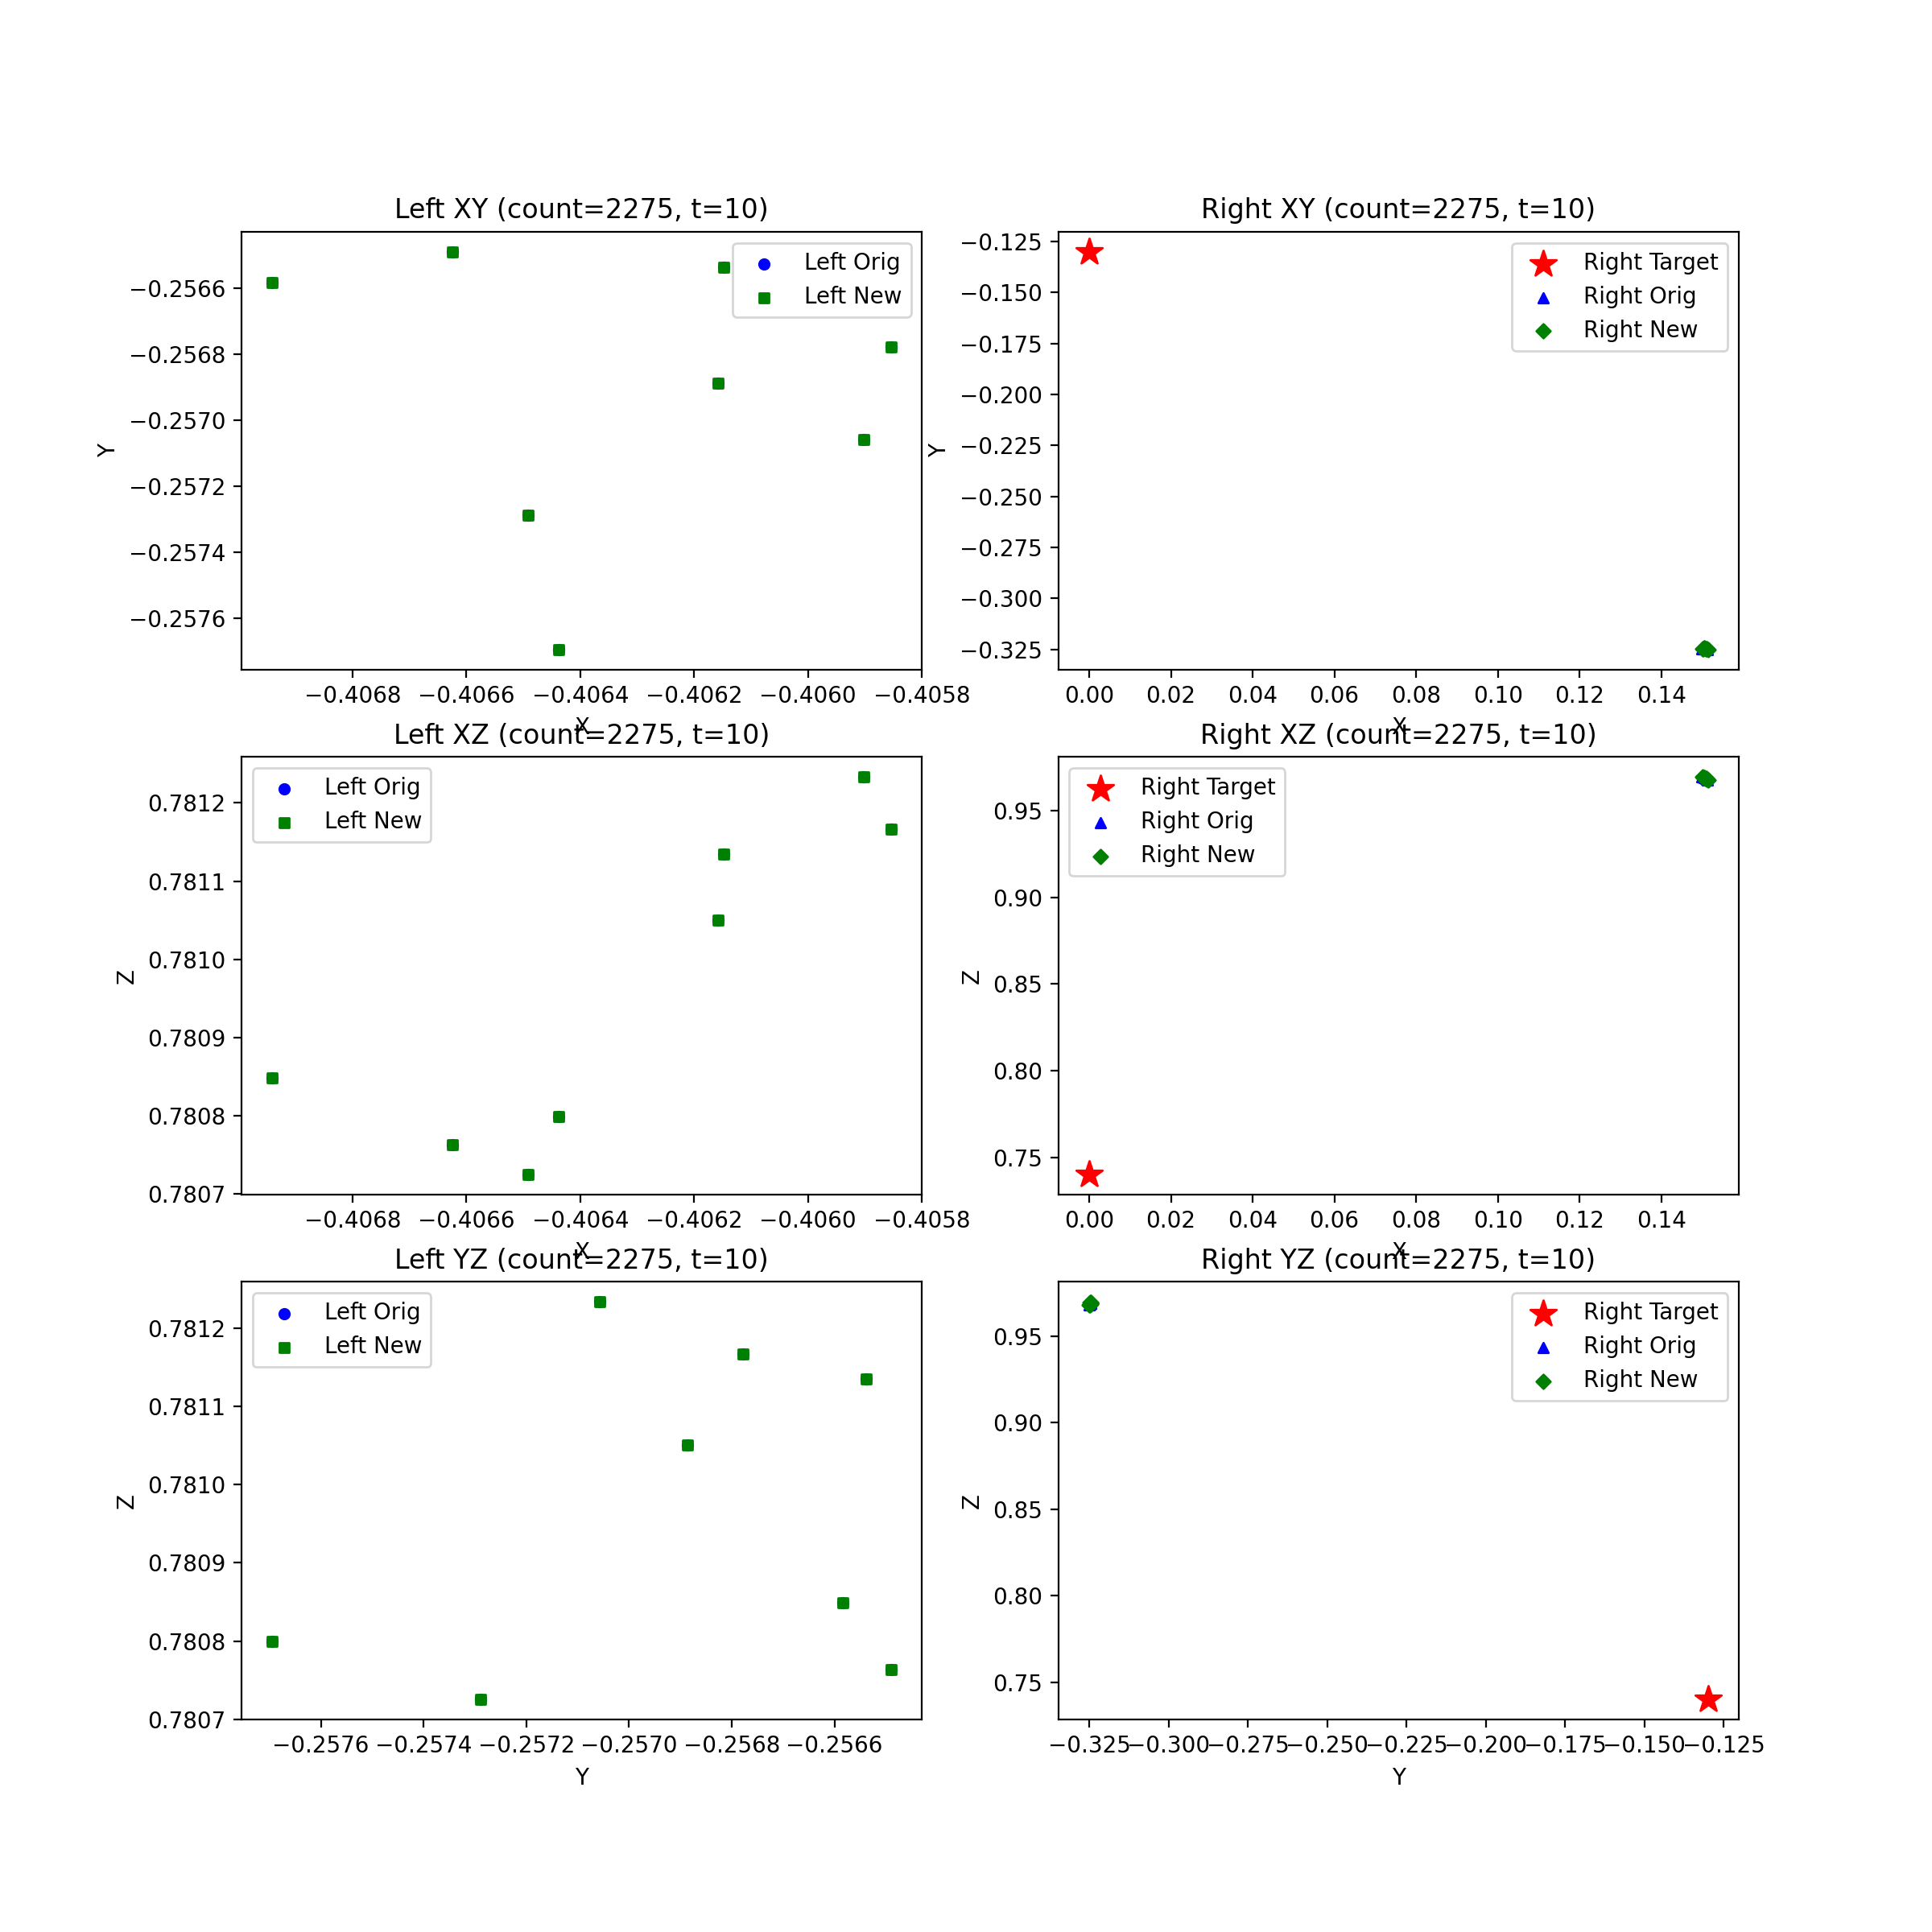 Left XY (count=2275, t=10)
Left Orig
Left New
Y
−0.2566
−0.2568
−0.2570
−0.2572
−0.2574
−0.2576
−0.4068 −0.4066 −0.4064 −0.4062 −0.4060 −0.4058
X
Right XY (count=2275, t=10)
Right Target
Right Orig
Right New
Y
−0.125
−0.150
−0.175
−0.200
−0.225
−0.250
−0.275
−0.300
−0.325
0.00 0.02 0.04 0.06 0.08 0.10 0.12 0.14
X
Left XZ (count=2275, t=10)
Left Orig
Left New
Z
0.7812
0.7811
0.7810
0.7809
0.7808
0.7807
−0.4068 −0.4066 −0.4064 −0.4062 −0.4060 −0.4058
X
Right XZ (count=2275, t=10)
Right Target
Right Orig
Right New
Z
0.95
0.90
0.85
0.80
0.75
0.00 0.02 0.04 0.06 0.08 0.10 0.12 0.14
X
Left YZ (count=2275, t=10)
Left Orig
Left New
Z
0.7812
0.7811
0.7810
0.7809
0.7808
0.7807
−0.2576 −0.2574 −0.2572 −0.2570 −0.2568 −0.2566
Y
Right YZ (count=2275, t=10)
Right Target
Right Orig
Right New
Z
0.95
0.90
0.85
0.80
0.75
−0.325 −0.300 −0.275 −0.250 −0.225 −0.200 −0.175 −0.150 −0.125
Y